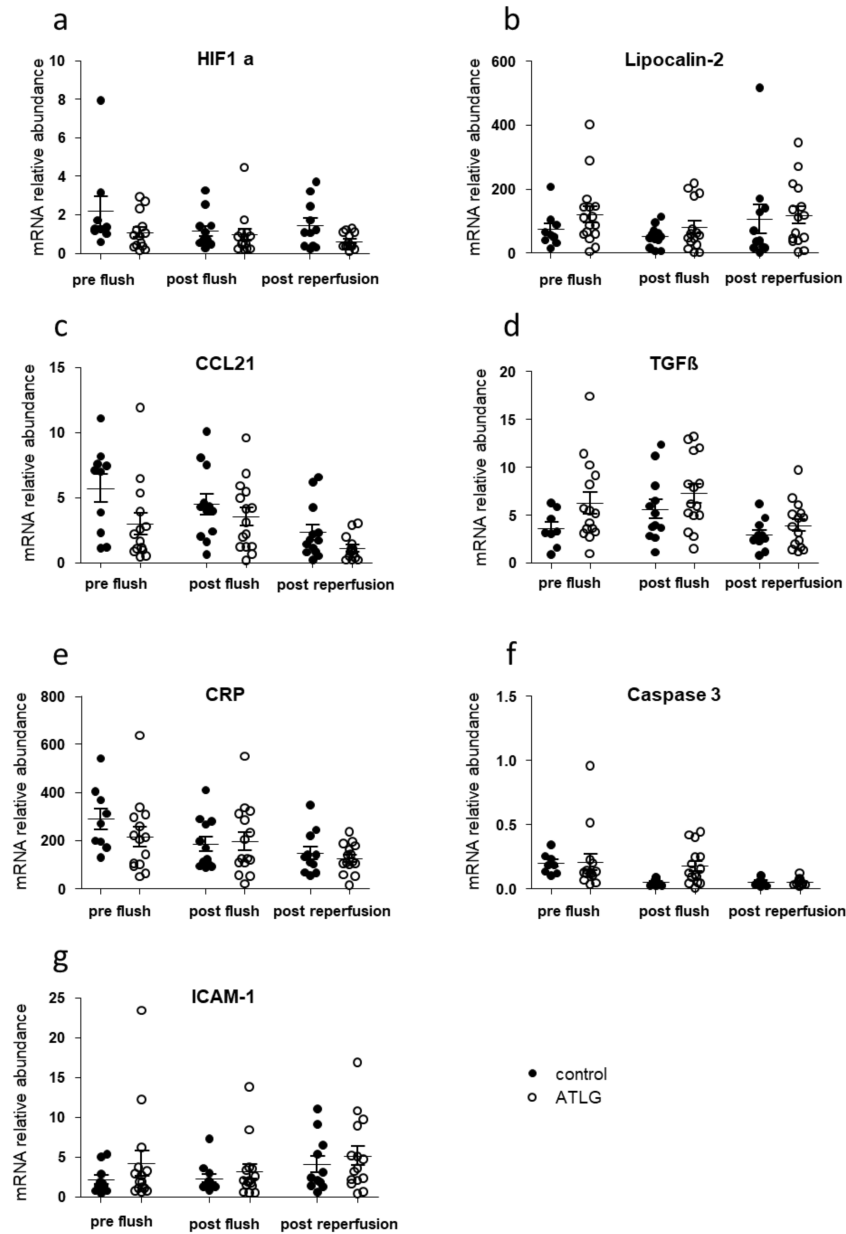 a
HIF1 a
mRNA relative abundance
10
8
6
4
2
0
pre flush
post flush
post reperfusion
b
Lipocalin-2
mRNA relative abundance
600
400
200
0
pre flush
post flush
post reperfusion
c
CCL21
mRNA relative abundance
15
10
5
0
pre flush
post flush
post reperfusion
d
TGFß
mRNA relative abundance
20
15
10
5
0
pre flush
post flush
post reperfusion
e
CRP
mRNA relative abundance
800
600
400
200
0
pre flush
post flush
post reperfusion
f
Caspase 3
mRNA relative abundance
1.5
1.0
0.5
0.0
pre flush
post flush
post reperfusion
g
ICAM-1
mRNA relative abundance
25
20
15
10
5
0
pre flush
post flush
post reperfusion
control
ATLG